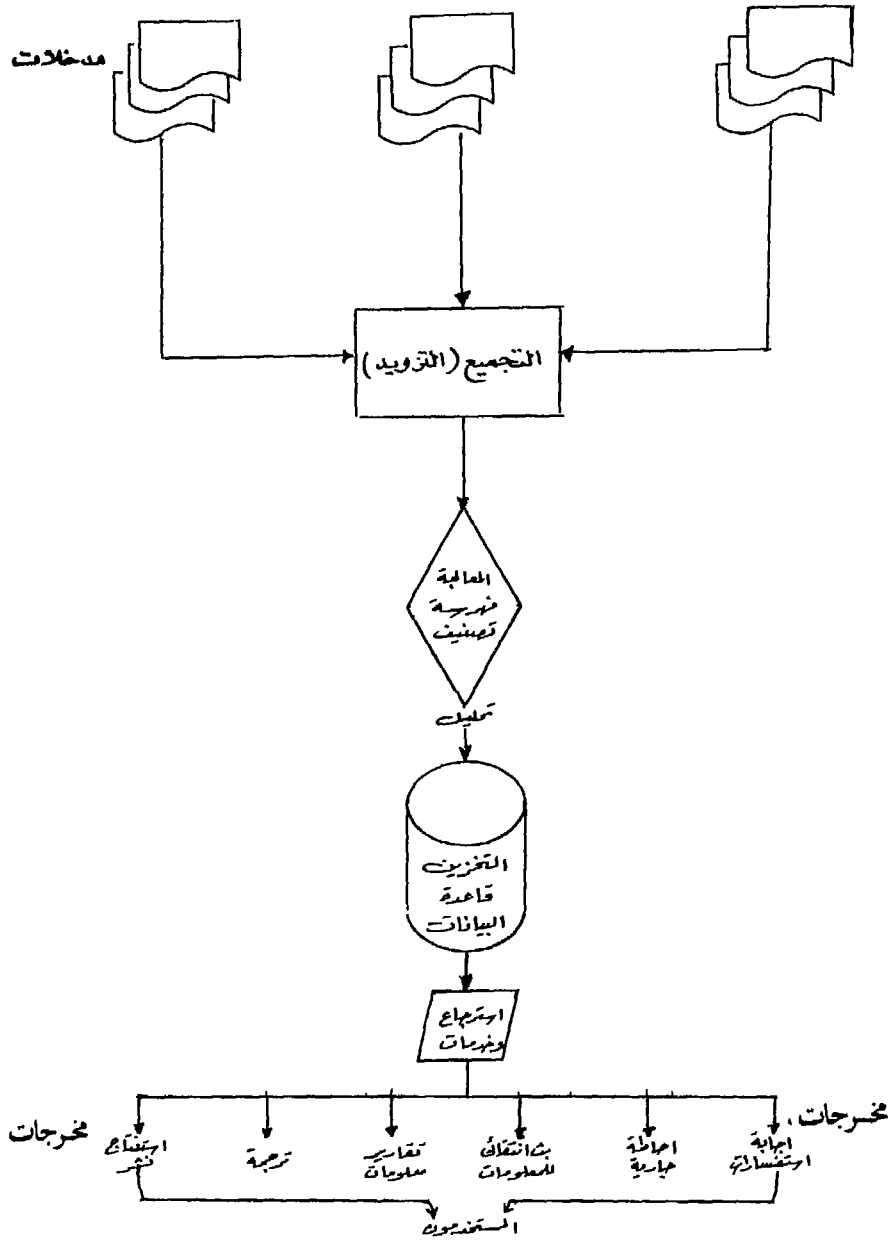 مدخلات
التجميع (التزويد)
المعالجة
فهرسة
تصنيف
تحليل
التخزين
قاعدة
البيانات
استرجاع
وخدمات
مخرجات
اجابة
استفسارات
احاطة
جارية
بث انتقائي
للمعلومات
تقارير
معلومات
ترجمة
استنتاج
نشر
مخرجات
المستخدمون